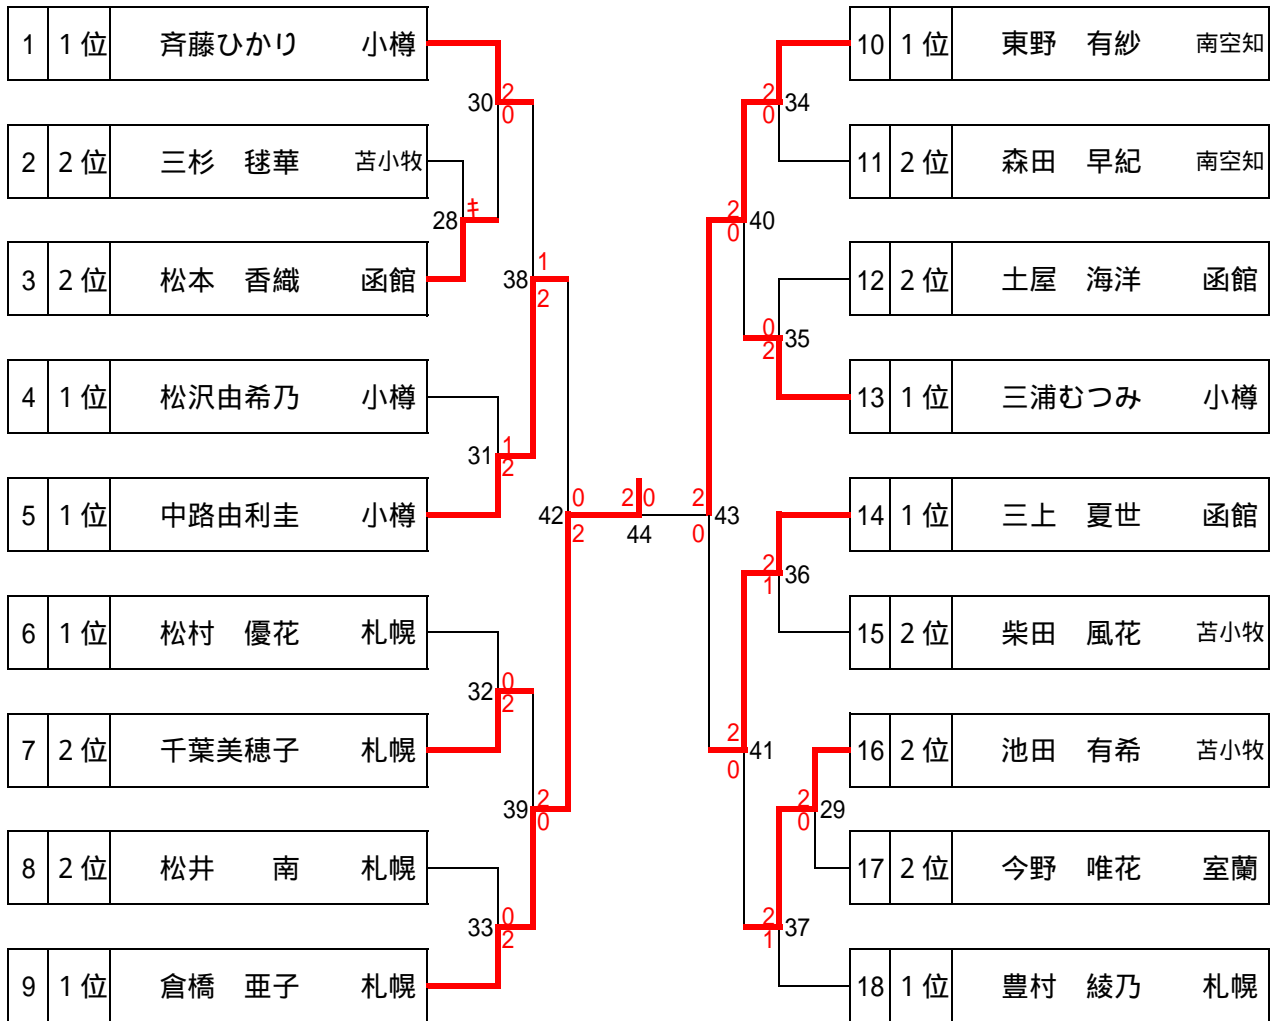 1 1位 斉藤ひかり 小樽
2 2位 三杉 毬華 苫小牧
3 2位 松本 香織 函館
4 1位 松沢由希乃 小樽
5 1位 中路由利圭 小樽
6 1位 松村 優花 札幌
7 2位 千葉美穂子 札幌
8 2位 松井 南 札幌
9 1位 倉橋 亜子 札幌
30 2 0
28 キ
38 1 2
31 1 2
42 0 2
32 0 2
39 2 0
33 0 2
2 0
44
2 43
0
2 34
0
2 40
0
0 35
2
2 36
1
2 41
0
2 29
0
2 37
1
10 1位 東野 有紗 南空知
11 2位 森田 早紀 南空知
12 2位 土屋 海洋 函館
13 1位 三浦むつみ 小樽
14 1位 三上 夏世 函館
15 2位 柴田 風花 苫小牧
16 2位 池田 有希 苫小牧
17 2位 今野 唯花 室蘭
18 1位 豊村 綾乃 札幌